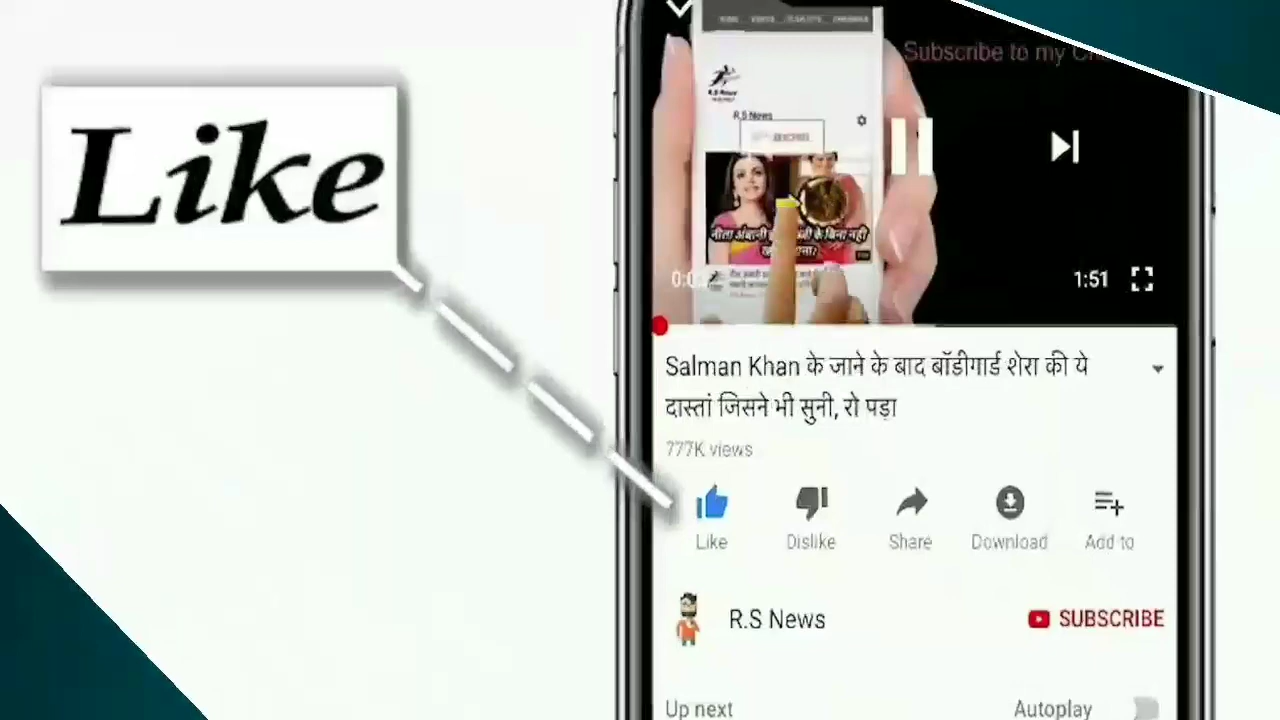 Like
Subscribe to my
R.S News
1:51
Salman Khan के जाने के बाद बॉडीगार्ड शेरा की ये
दास्तां जिसने भी सुनी, रो पड़ा
777K views
Like Dislike Share Download Add to
R.S News SUBSCRIBE
Up next Autoplay